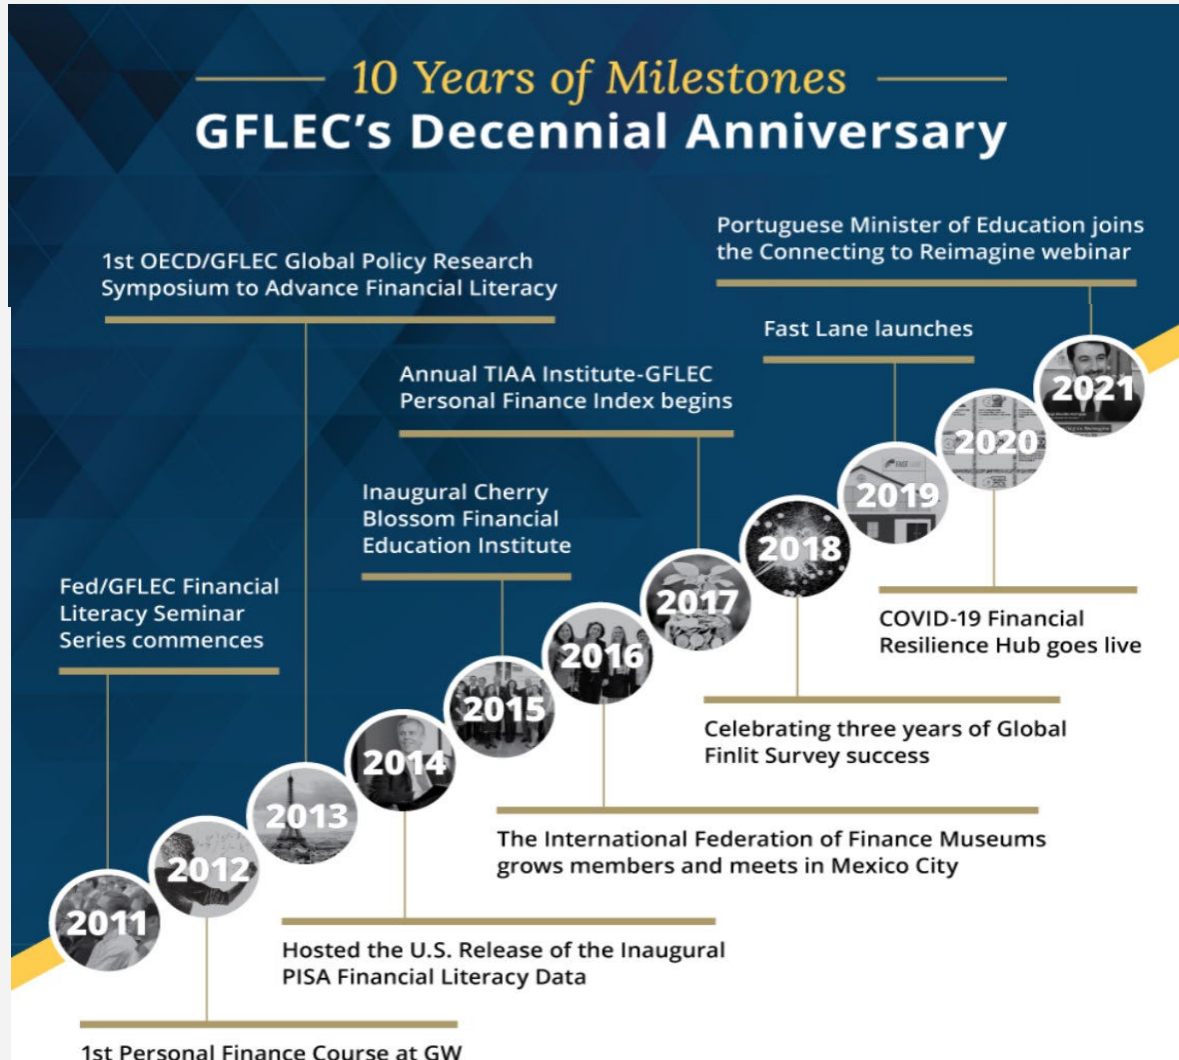 10 Years of Milestones
GFLEC's Decennial Anniversary
Portuguese Minister of Education joins
the Connecting to Reimagine webinar
1st OECD/GFLEC Global Policy Research
Symposium to Advance Financial Literacy
Fast Lane launches
Annual TIAA Institute-GFLEC
Personal Finance Index begins
Inaugural Cherry
Blossom Financial
Education Institute
Fed/GFLEC Financial
Literacy Seminar
Series commences
2021
2020
2019
2018
2017
2016
2015
2014
2013
2012
2011
COVID-19 Financial
Resilience Hub goes live
Celebrating three years of Global
Finlit Survey success
The International Federation of Finance Museums
grows members and meets in Mexico City
Hosted the U.S. Release of the Inaugural
PISA Financial Literacy Data
1st Personal Finance Course at GW